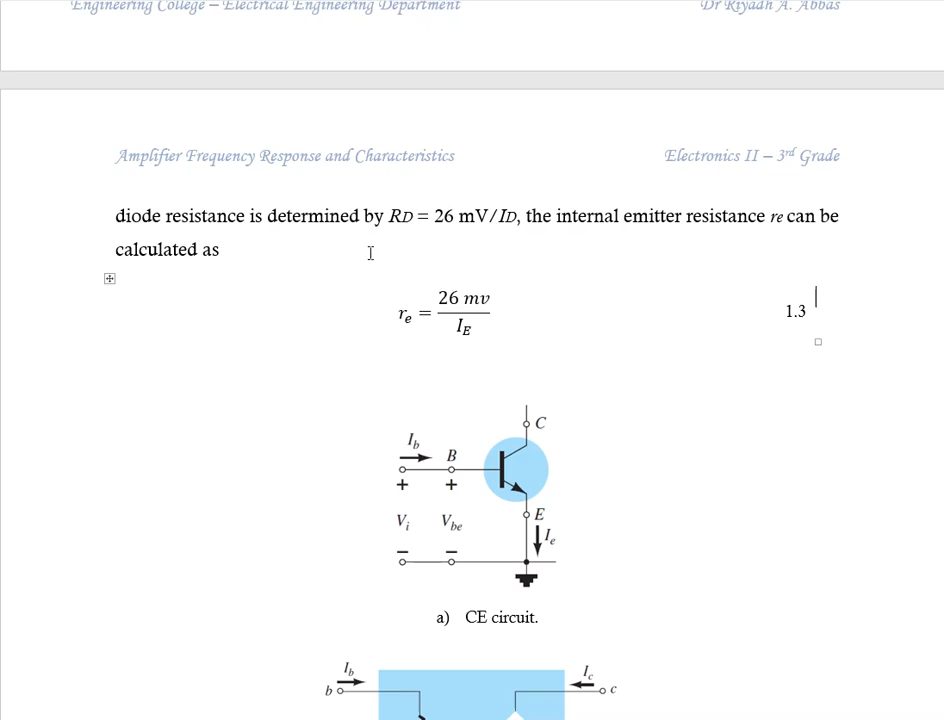 Engineering College – Electrical Engineering Department Dr Riyadh A. Abbas
Amplifier Frequency Response and Characteristics Electronics II – 3rd Grade
diode resistance is determined by RD = 26 mV/ID, the internal emitter resistance re can be
calculated as
re = 26 mv / IE 1.3
C
Ib
B
+ +
E
Vi Vbe
Ie
– –
a) CE circuit.
Ib Ic
b c